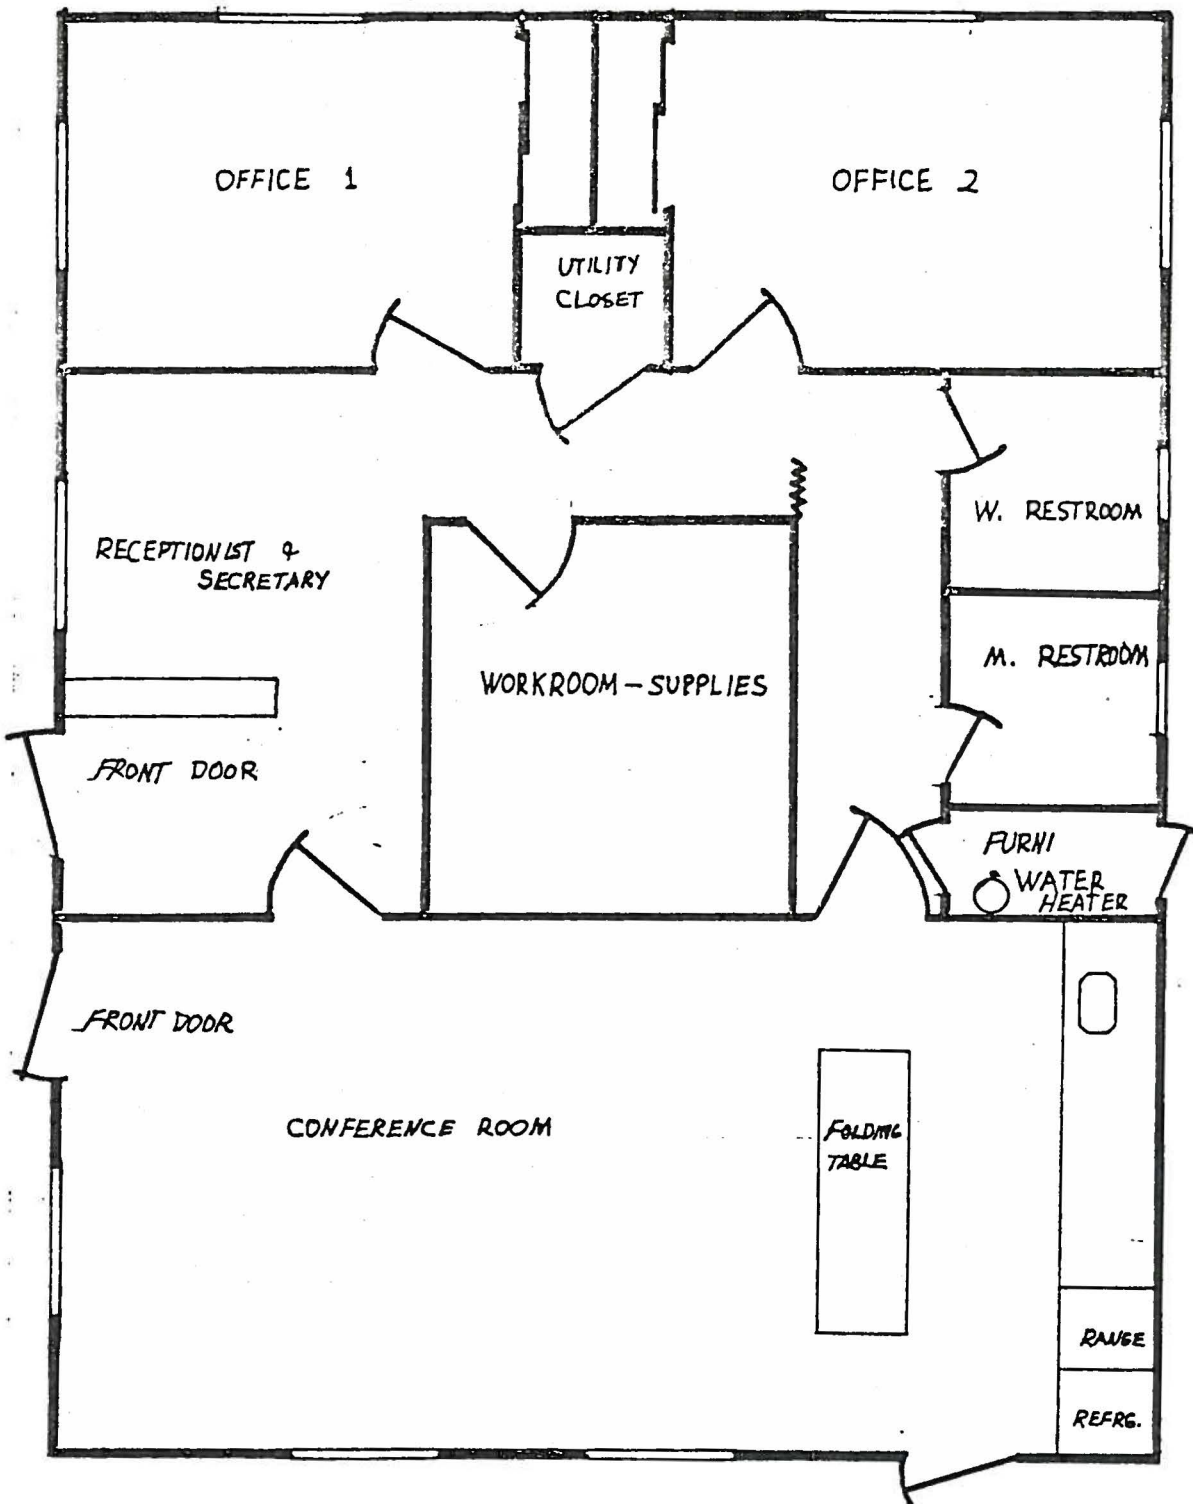 OFFICE 1
OFFICE 2
UTILITY
CLOSET
W. RESTROOM
RECEPTIONIST &
SECRETARY
M. RESTROOM
WORKROOM - SUPPLIES
FRONT DOOR
FURNI
WATER
HEATER
FRONT DOOR
CONFERENCE ROOM
FOLDING
TABLE
RANGE
REFRG.